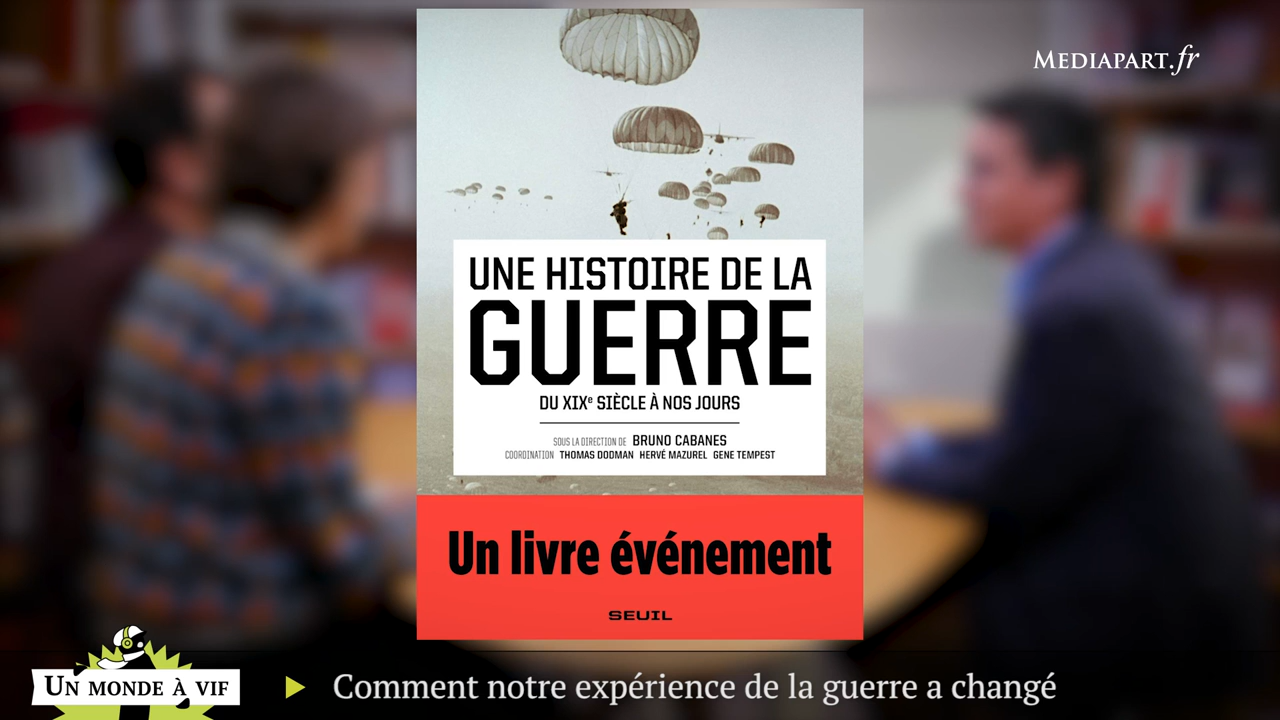 MEDIAPART.fr
UNE HISTOIRE DE LA
GUERRE
DU XIXe SIÈCLE À NOS JOURS
SOUS LA DIRECTION DE BRUNO CABANES
COORDINATION THOMAS DODMAN HERVÉ MAZUREL GENE TEMPEST
Un livre événement
SEUIL
UN MONDE À VIF
Comment notre expérience de la guerre a changé